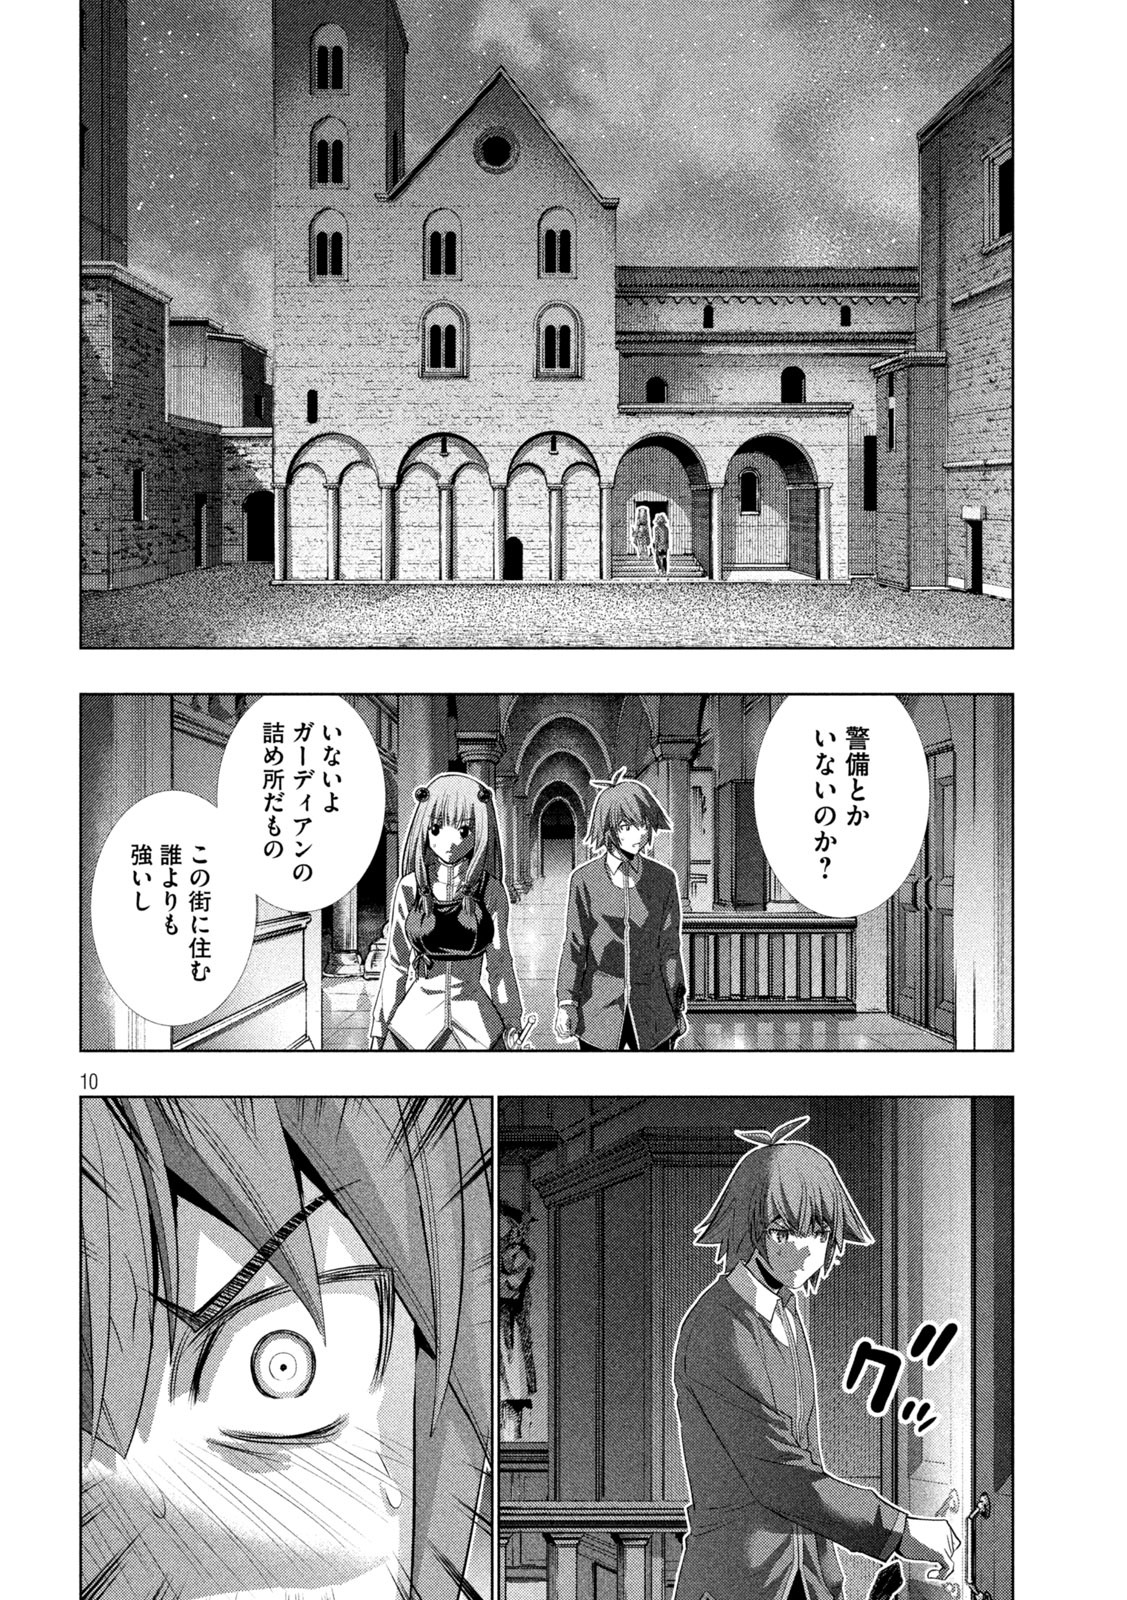 警備とか
いないのか？
いないよ
ガーディアンの
詰め所だもの
この街に住む
誰よりも
強いし
10
グッ